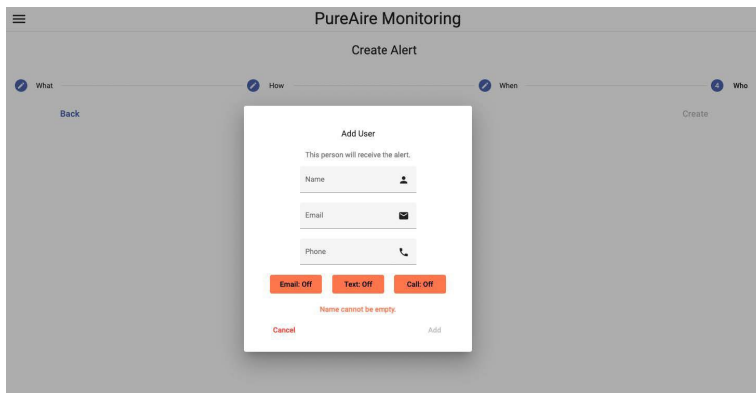 PureAire Monitoring
Create Alert
What
How
When
4 Who
Back
Create
Add User
This person will receive the alert.
Name
Email
Phone
Email: Off Text: Off Call: Off
Name cannot be empty.
Cancel
Add